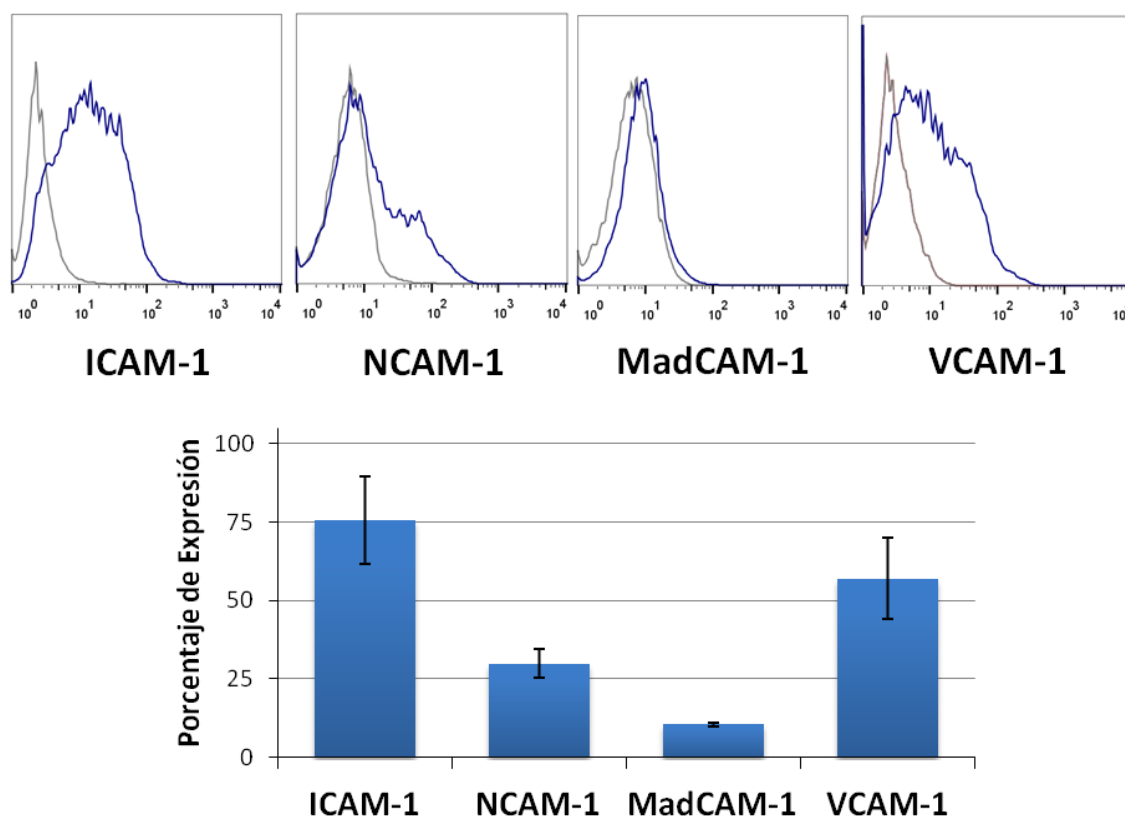 10^0 10^1 10^2 10^3 10^4 10^0 10^1 10^2 10^3 10^4 10^0 10^1 10^2 10^3 10^4 10^0 10^1 10^2 10^3
ICAM-1 NCAM-1 MadCAM-1 VCAM-1
Porcentaje de Expresión
100
75
50
25
0
ICAM-1 NCAM-1 MadCAM-1 VCAM-1